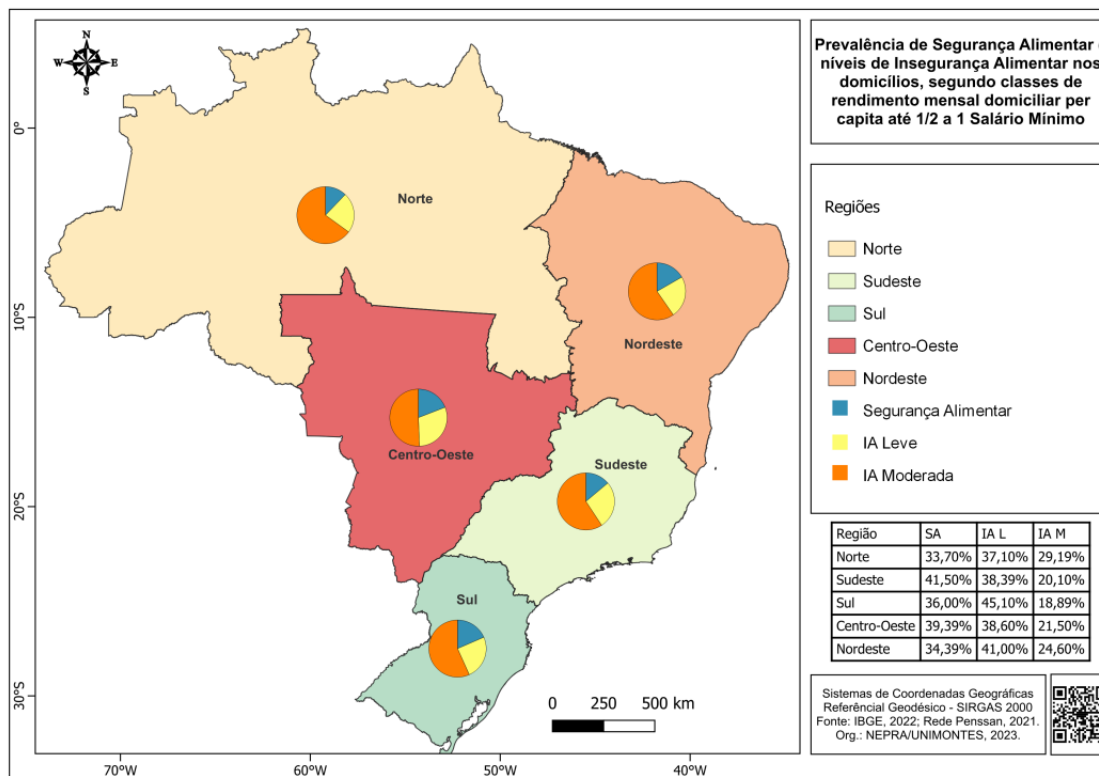 Prevalência de Segurança Alimentar e
níveis de Insegurança Alimentar nos
domicílios, segundo classes de
rendimento mensal domiciliar per
capita até 1/2 a 1 Salário Mínimo
N
W E
S
0°
10°S
20°S
30°S
70°W 60°W 50°W 40°W
Norte
Nordeste
Centro-Oeste
Sudeste
Sul
0 250 500 km
Regiões
Norte
Sudeste
Sul
Centro-Oeste
Nordeste
Segurança Alimentar
IA Leve
IA Moderada
Região SA IA L IA M
Norte 33,70% 37,10% 29,19%
Sudeste 41,50% 38,39% 20,10%
Sul 36,00% 45,10% 18,89%
Centro-Oeste 39,39% 38,60% 21,50%
Nordeste 34,39% 41,00% 24,60%
Sistemas de Coordenadas Geográficas
Referêncial Geodésico - SIRGAS 2000
Fonte: IBGE, 2022; Rede Penssan, 2021.
Org.: NEPRA/UNIMONTES, 2023.